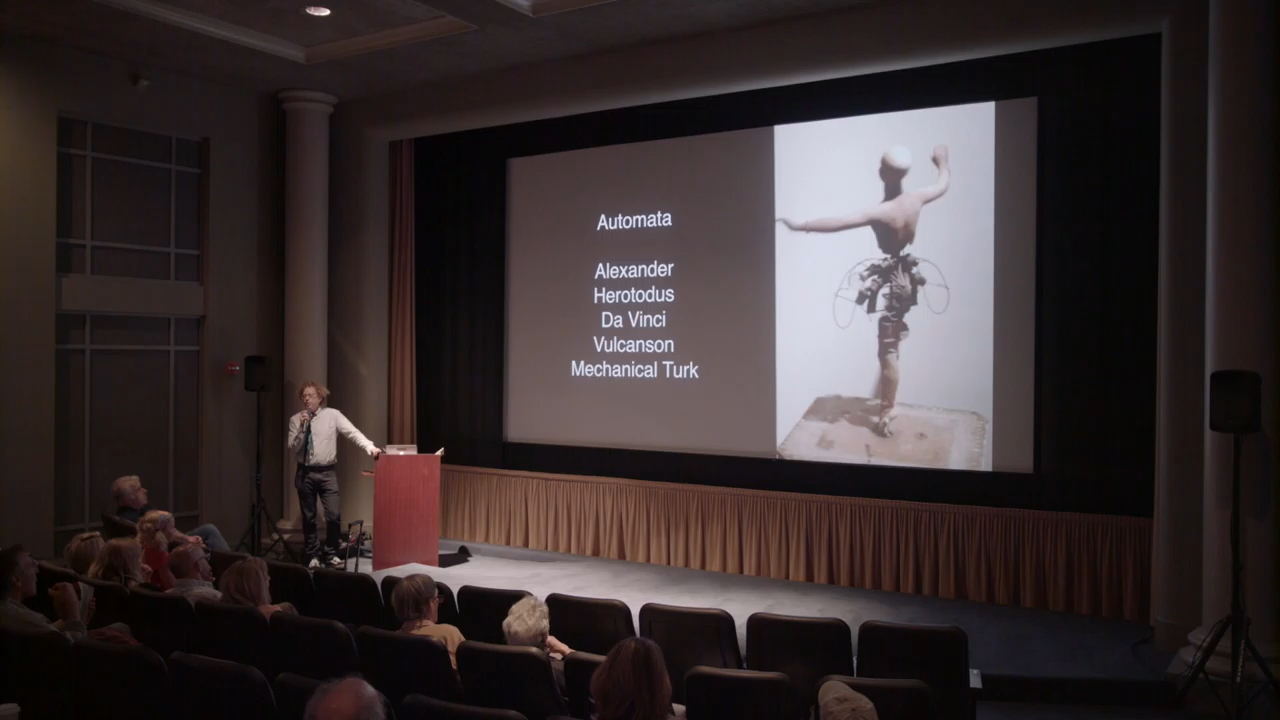 Automata
Alexander
Herotodus
Da Vinci
Vulcanson
Mechanical Turk